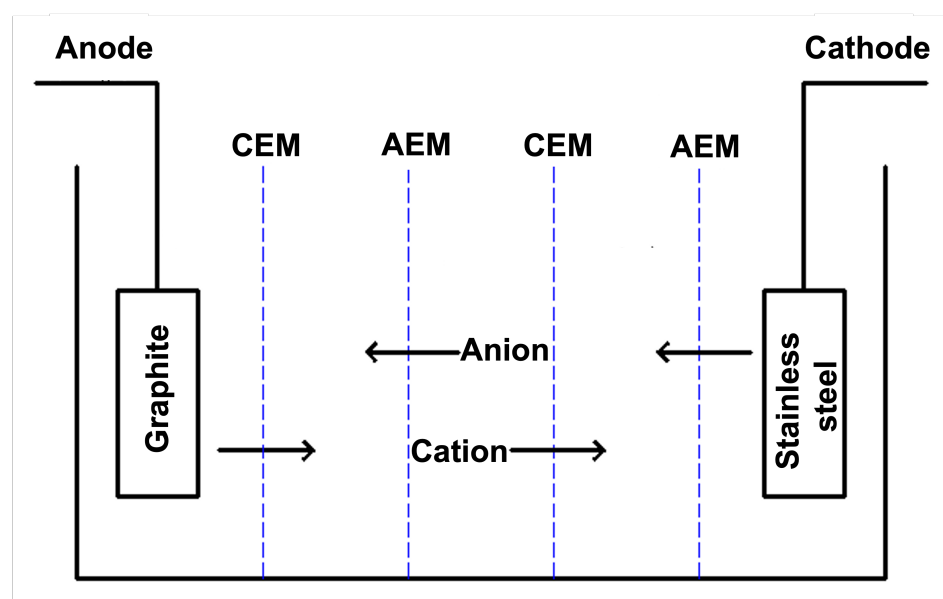 Anode
Cathode
CEM
AEM
CEM
AEM
Graphite
Anion
Cation
Stainless
steel